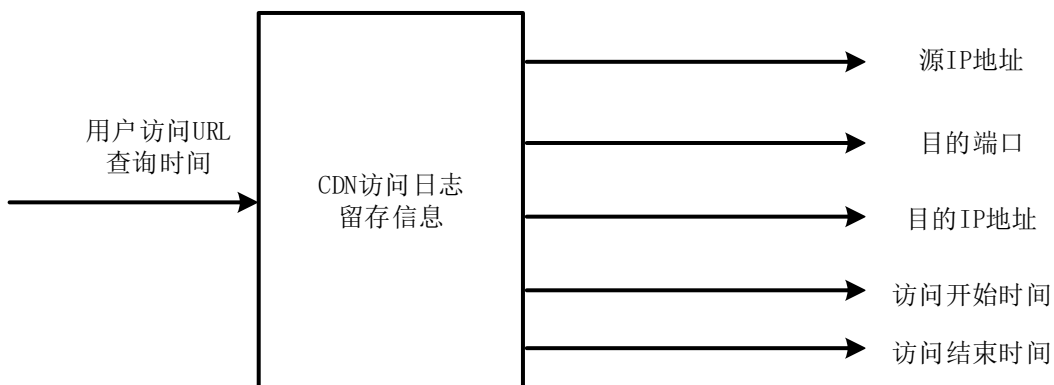 用户访问URL
查询时间
CDN访问日志
留存信息
源IP地址
目的端口
目的IP地址
访问开始时间
访问结束时间